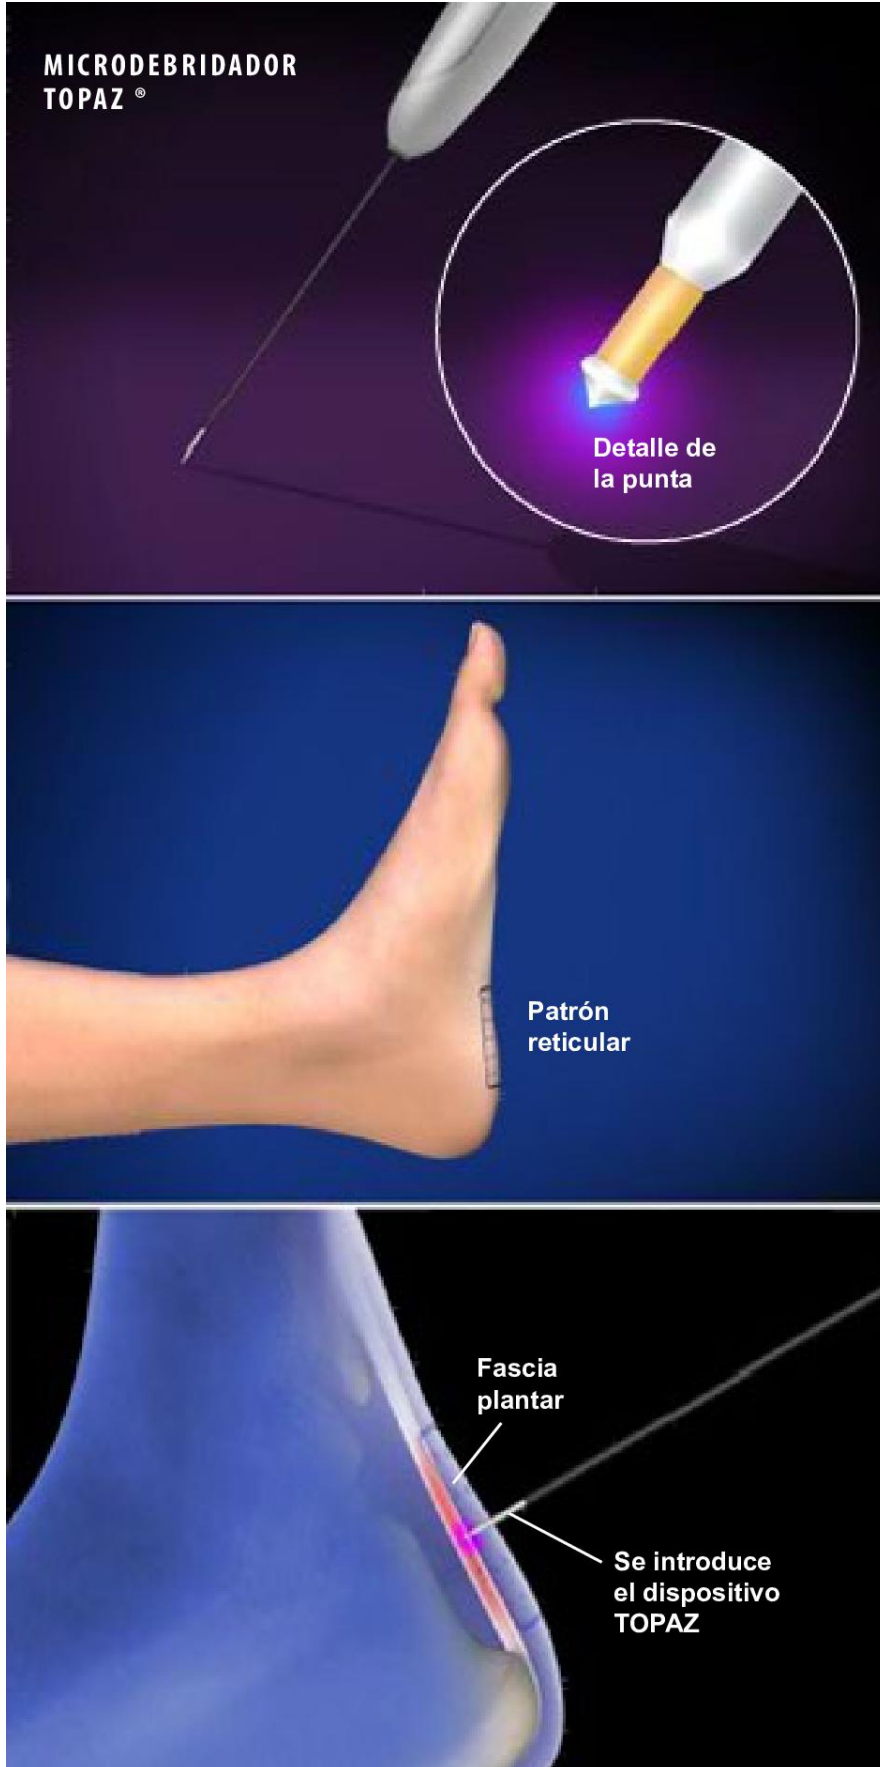 MICRODEBRIDADOR
TOPAZ ®
Detalle de
la punta
Patrón
reticular
Fascia
plantar
Se introduce
el dispositivo
TOPAZ